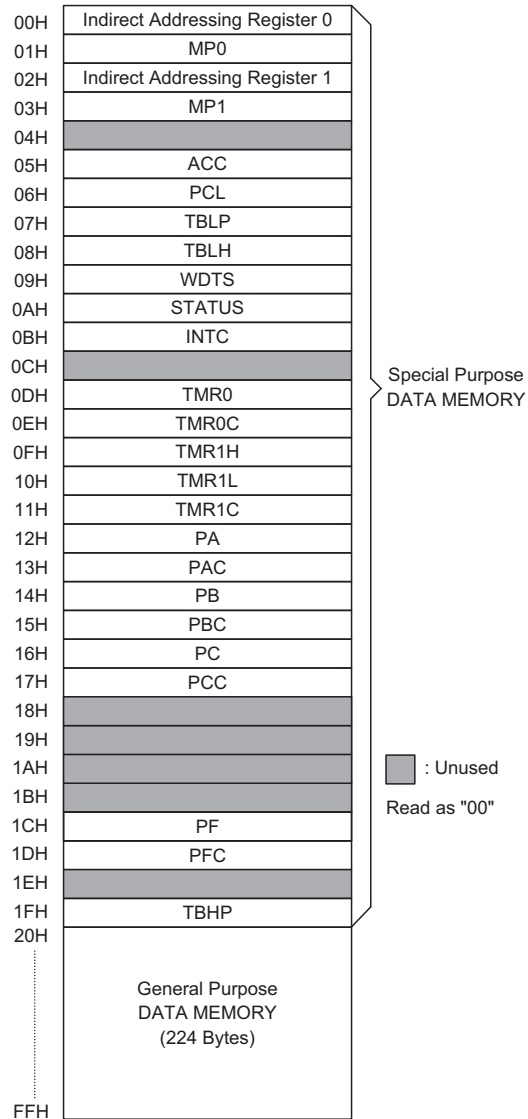 00H Indirect Addressing Register 0
01H MP0
02H Indirect Addressing Register 1
03H MP1
04H
05H ACC
06H PCL
07H TBLP
08H TBLH
09H WDTS
0AH STATUS
0BH INTC
0CH
Special Purpose
DATA MEMORY
0DH TMR0
0EH TMR0C
0FH TMR1H
10H TMR1L
11H TMR1C
12H PA
13H PAC
14H PB
15H PBC
16H PC
17H PCC
18H
19H
1AH
1BH
: Unused
Read as "00"
1CH PF
1DH PFC
1EH
1FH TBHP
20H
General Purpose
DATA MEMORY
(224 Bytes)
FFH